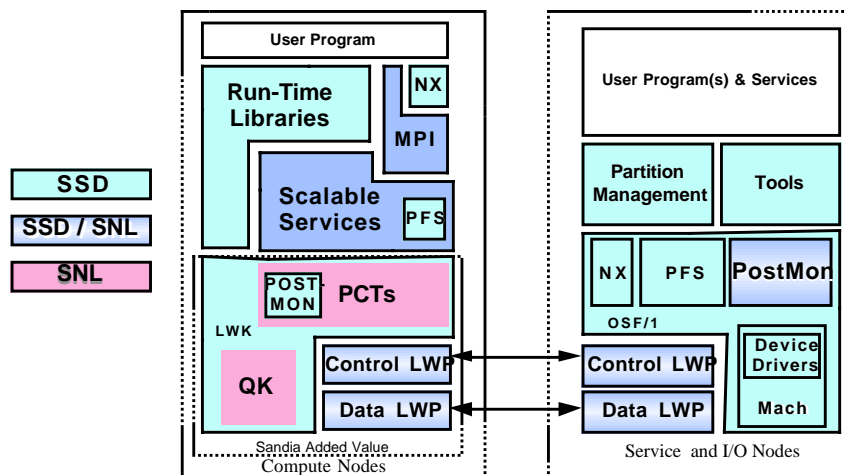 SSD
SSD / SNL
SNL
User Program
Run-Time
Libraries
NX
MPI
Scalable
Services
PFS
POST-
MON
PCTs
LWK
QK
Control LWP
Data LWP
Sandia Added Value
Compute Nodes
User Program(s) & Services
Partition
Management
Tools
NX
PFS
PostMon
OSF/1
Device
Drivers
Mach
Control LWP
Data LWP
Service and I/O Nodes